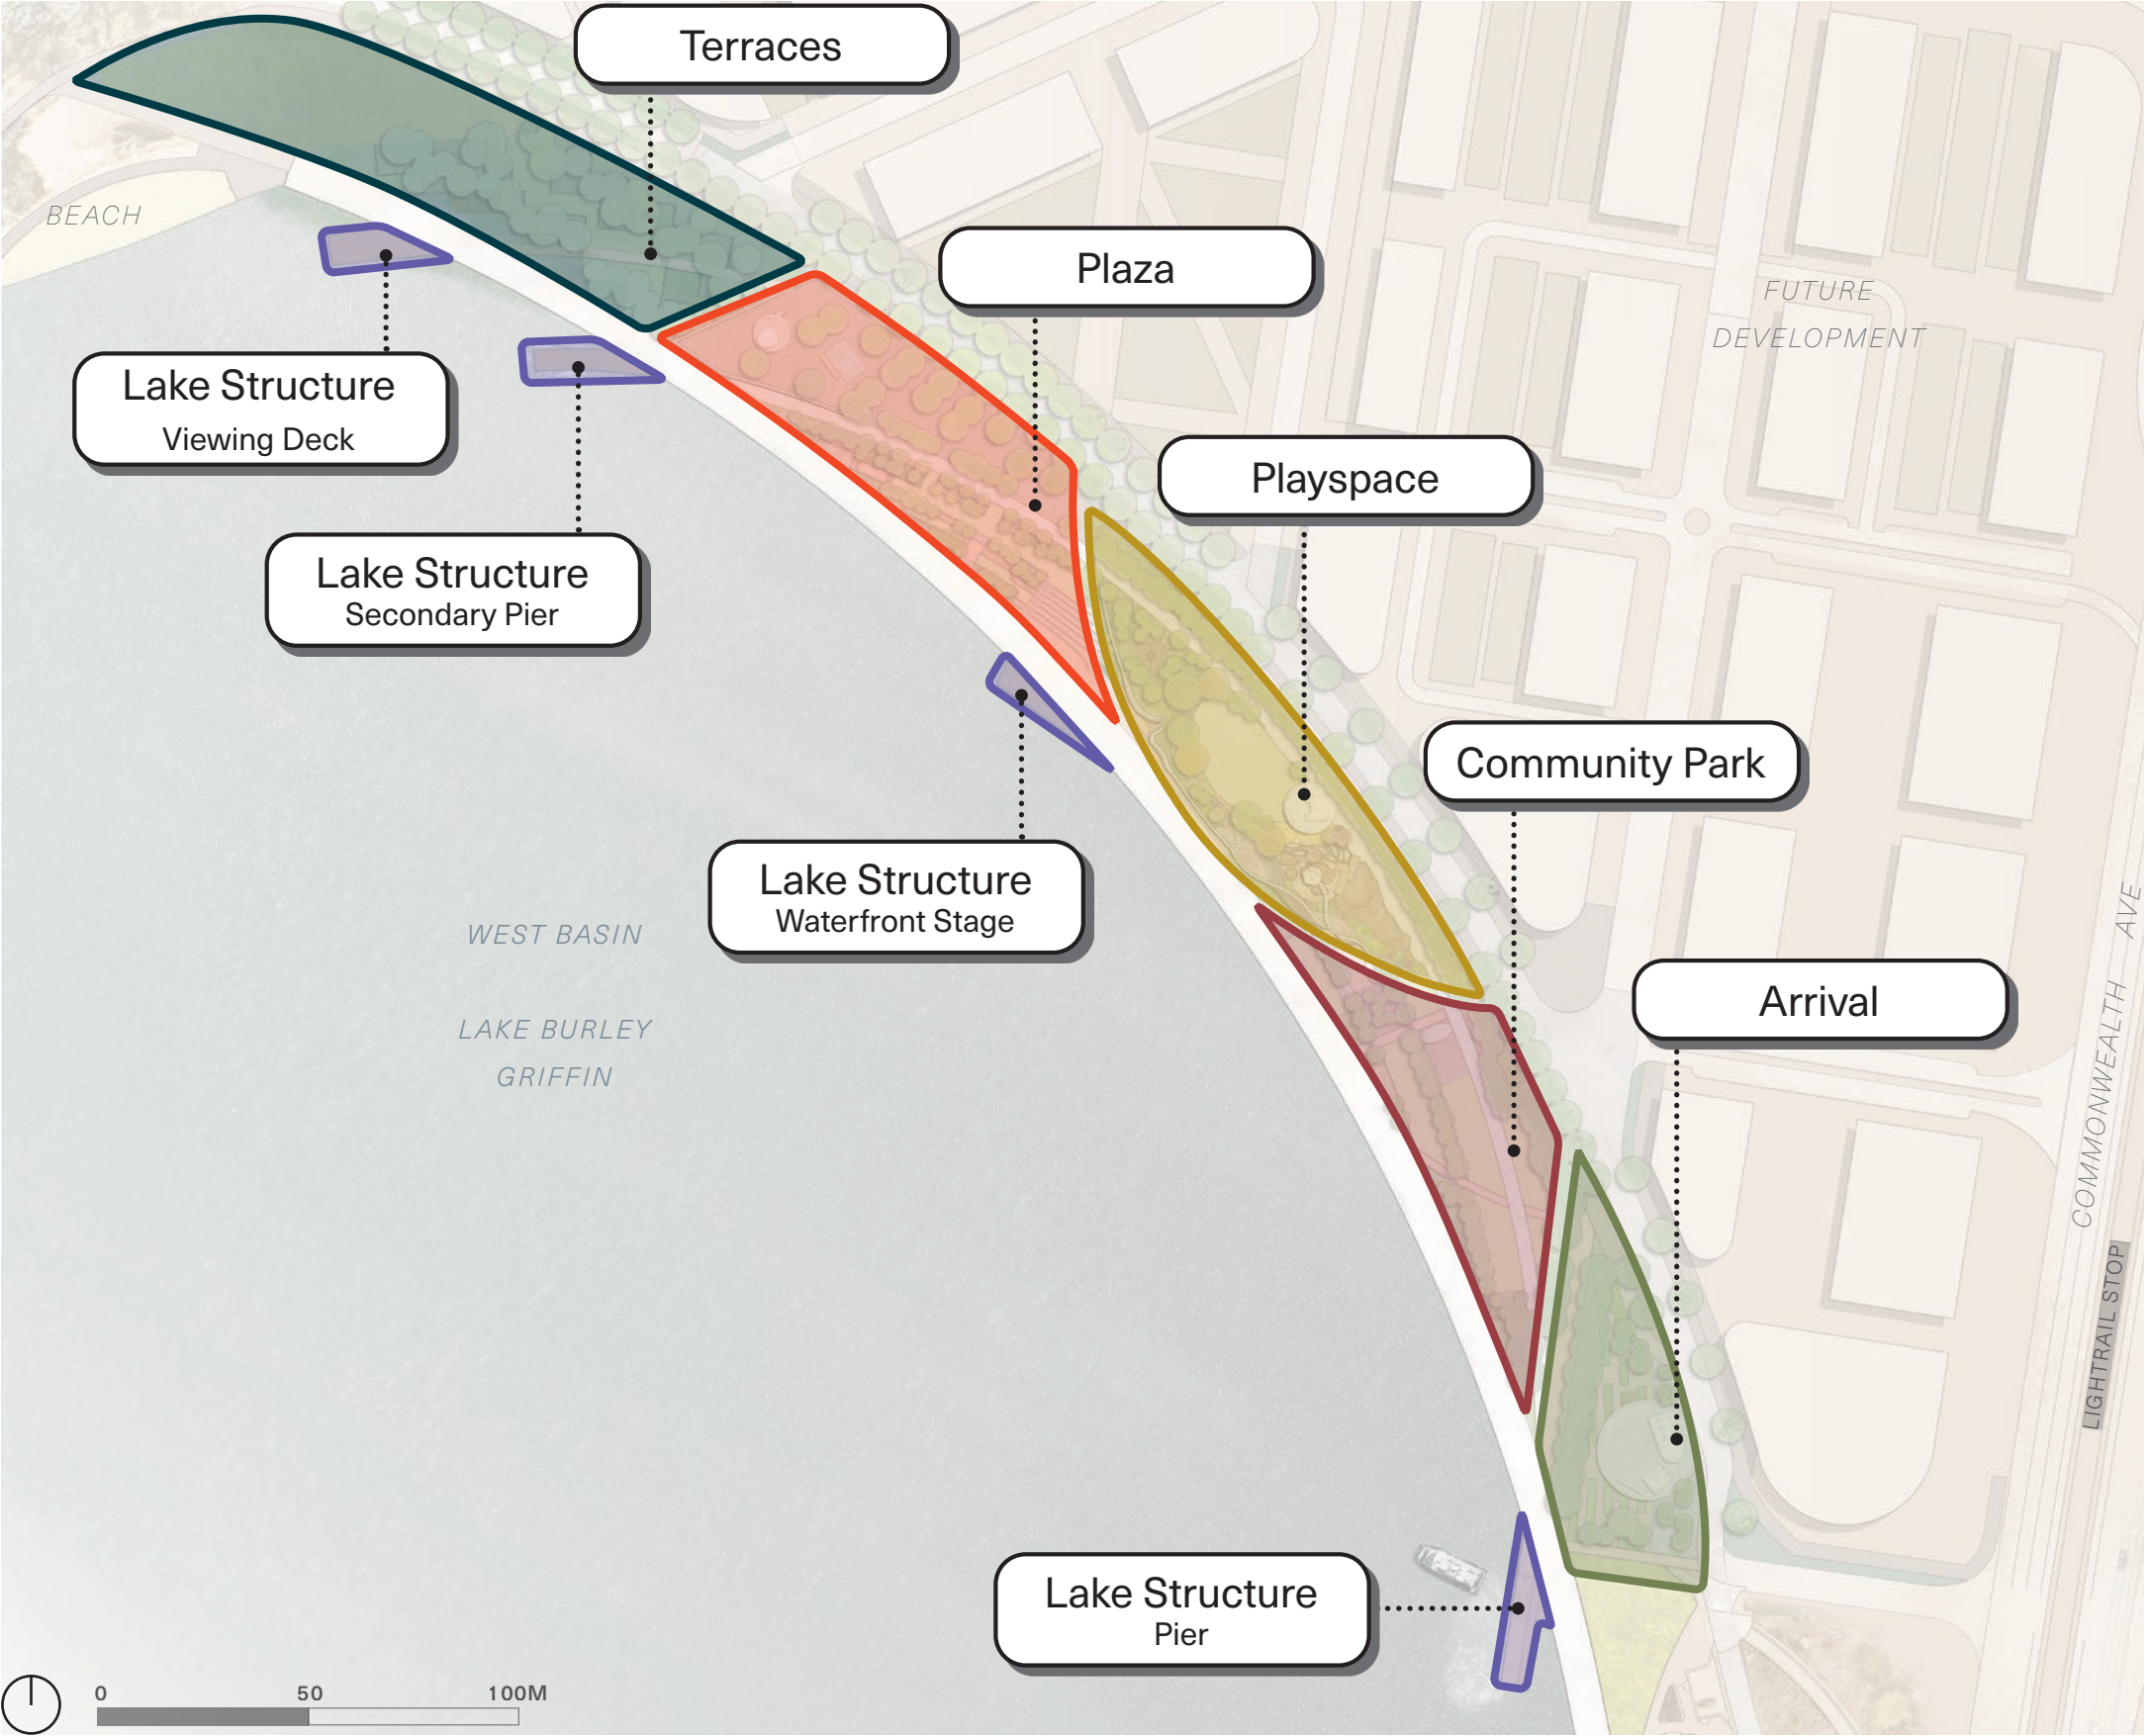 Terraces
BEACH
Plaza
FUTURE
DEVELOPMENT
Lake Structure
Viewing Deck
Playspace
Lake Structure
Secondary Pier
Community Park
Lake Structure
Waterfront Stage
WEST BASIN
LAKE BURLEY
GRIFFIN
Arrival
COMMONWEALTH AVE
LIGHTRAIL STOP
Lake Structure
Pier
0 50 100M